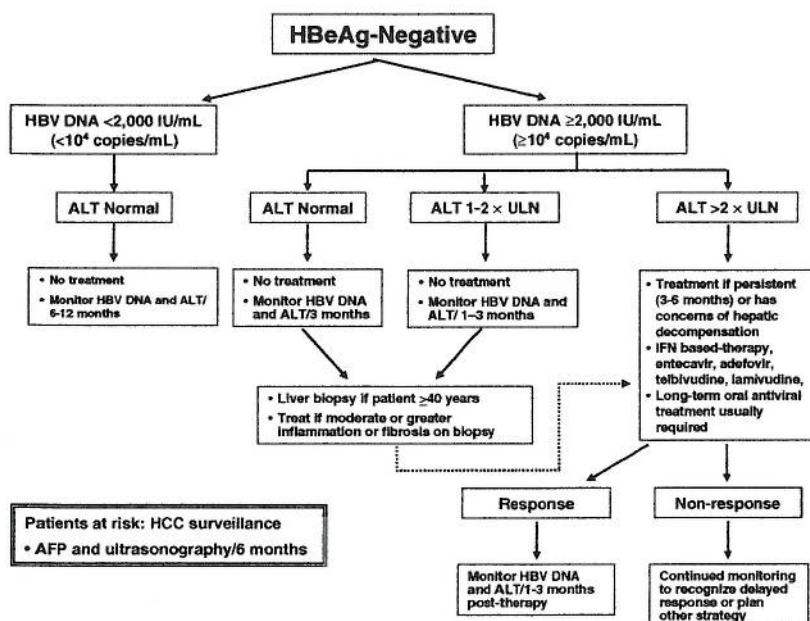 HBeAg-Negative
HBV DNA <2,000 IU/mL
(<10⁴ copies/mL)
HBV DNA ≥2,000 IU/mL
(≥10⁴ copies/mL)
ALT Normal
ALT Normal
ALT 1-2 × ULN
ALT >2 × ULN
• No treatment
• Monitor HBV DNA and ALT/
6-12 months
• No treatment
• Monitor HBV DNA
and ALT/3 months
• No treatment
• Monitor HBV DNA and
ALT/ 1–3 months
• Treatment if persistent
(3-6 months) or has
concerns of hepatic
decompensation
• IFN based-therapy,
entecavir, adefovir,
telbivudine, lamivudine,
• Long-term oral antiviral
treatment usually
required
• Liver biopsy if patient ≥40 years
• Treat if moderate or greater
inflammation or fibrosis on biopsy
Response
Non-response
Patients at risk: HCC surveillance
• AFP and ultrasonography/6 months
Monitor HBV DNA
and ALT/1-3 months
post-therapy
Continued monitoring
to recognize delayed
response or plan
other strategy